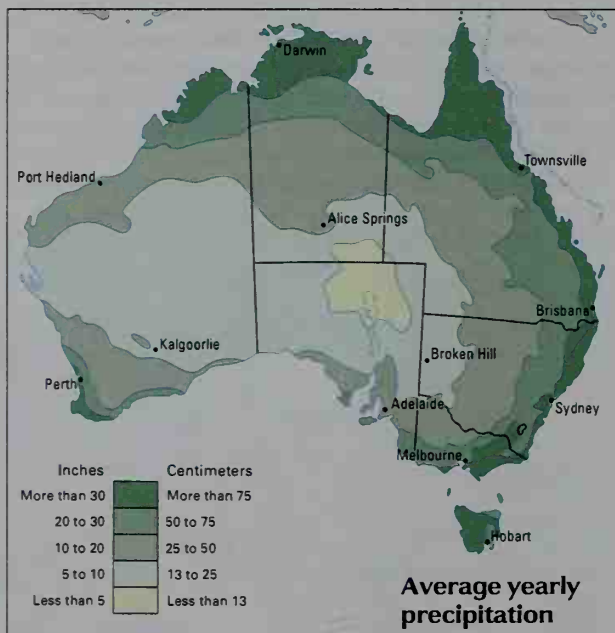 Darwin
Townsville
Port Hedland
Alice Springs
Brisbane
Kalgoorlie
Broken Hill
Perth
Adelaide
Sydney
Melbourne
Inches Centimeters
More than 30 More than 75
20 to 30 50 to 75
10 to 20 25 to 50
5 to 10 13 to 25
Less than 5 Less than 13
Hobart
Average yearly
precipitation